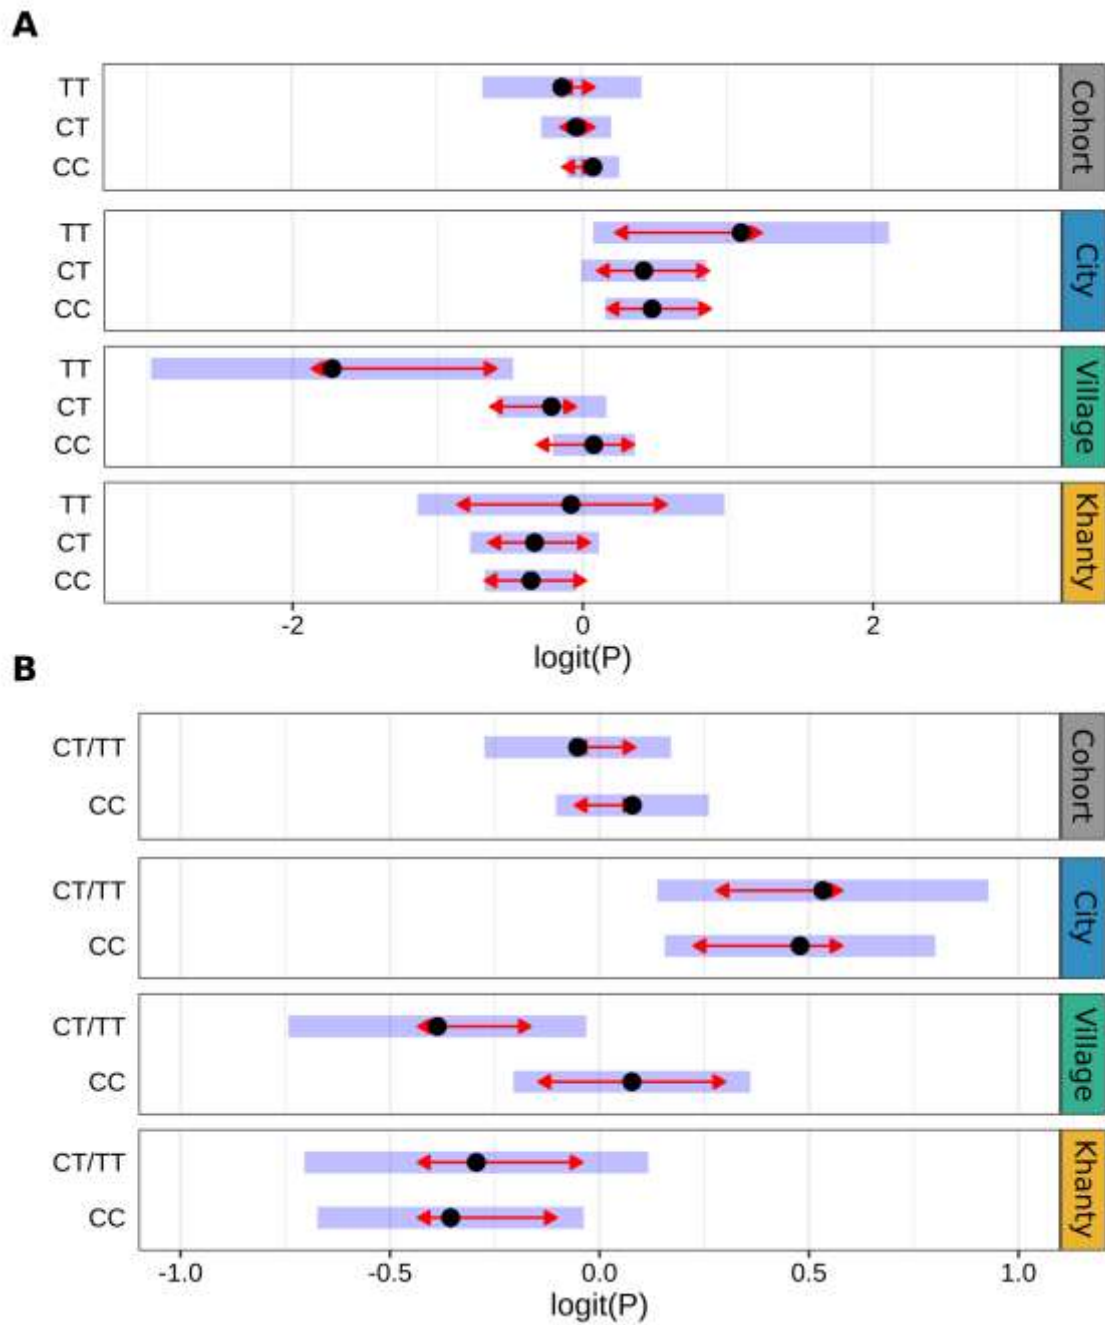 A
TT
CT
CC
Cohort
TT
CT
CC
City
TT
CT
CC
Village
TT
CT
CC
Khanty
-2 0 2
logit(P)
B
CT/TT
CC
Cohort
CT/TT
CC
City
CT/TT
CC
Village
CT/TT
CC
Khanty
-1.0 -0.5 0.0 0.5 1.0
logit(P)